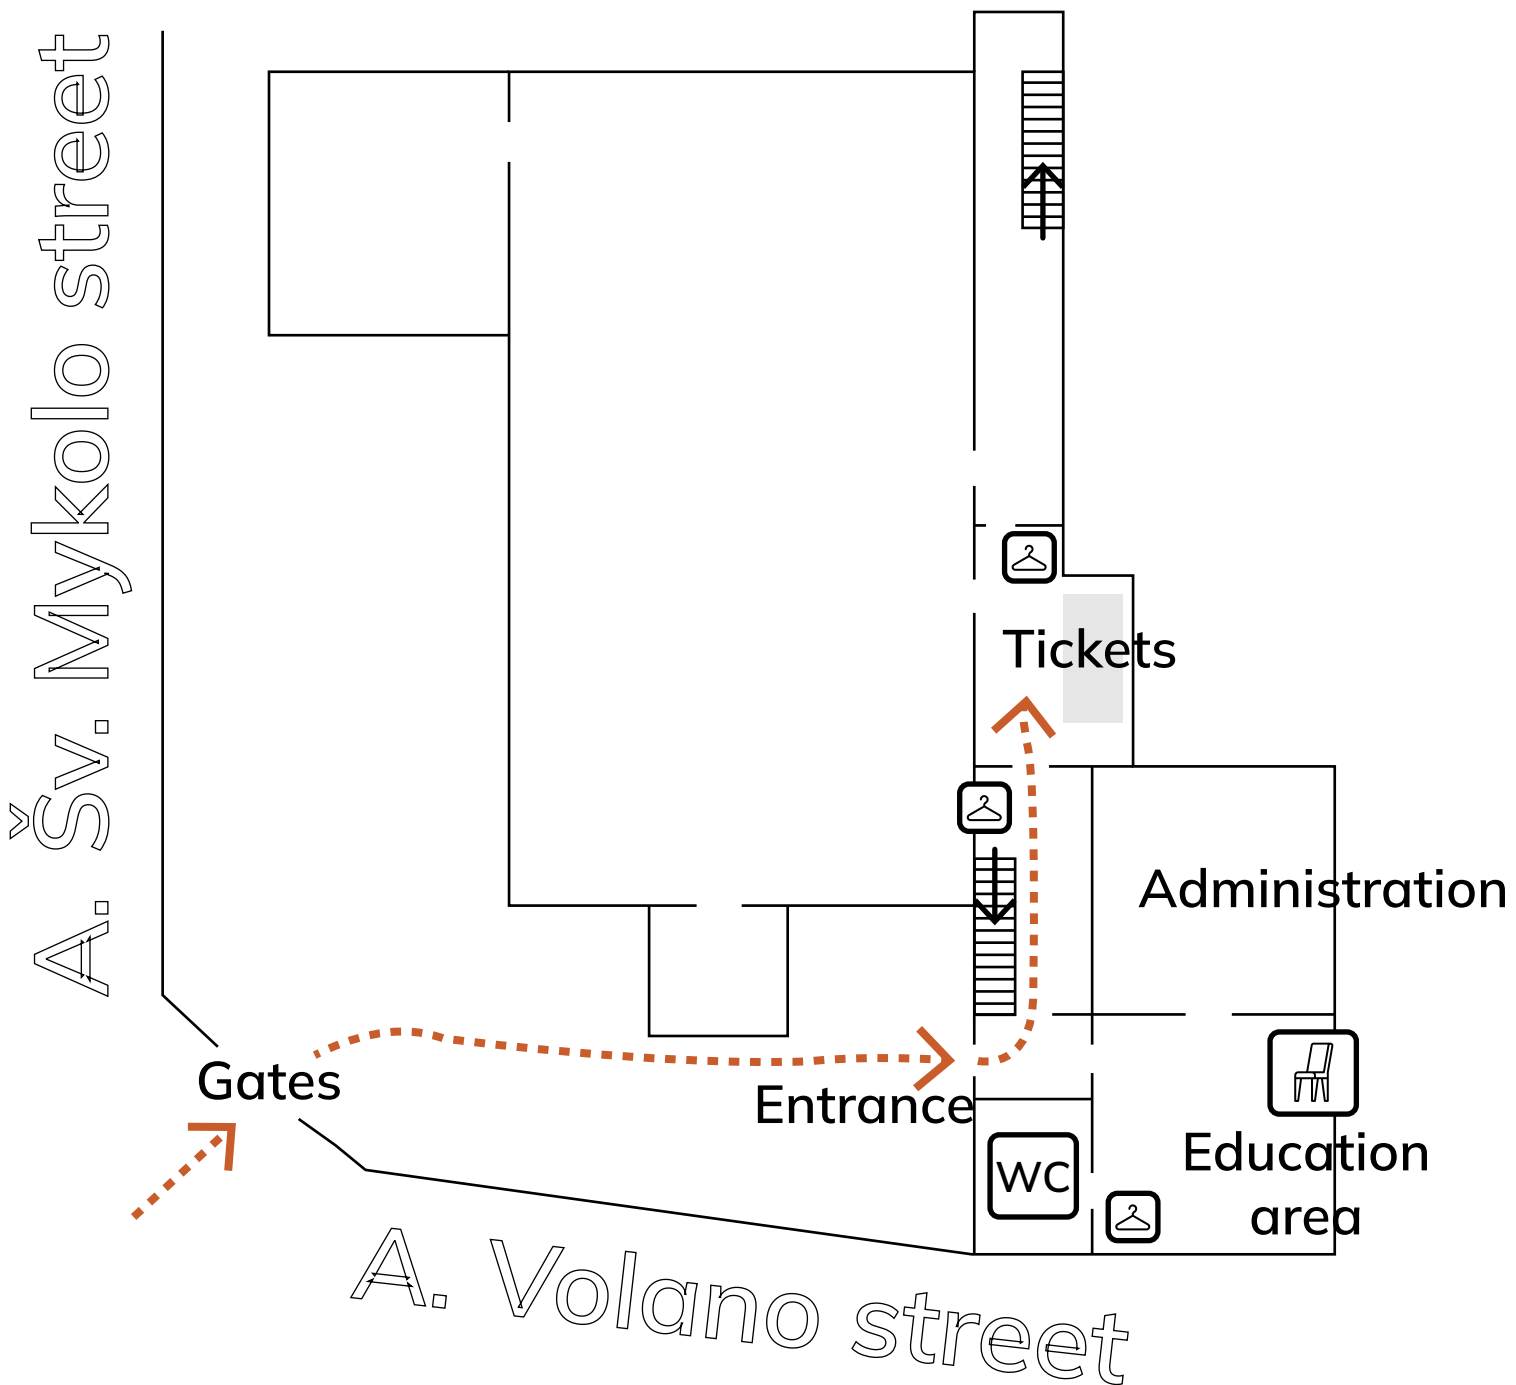 A. Šv. Mykolo street
Tickets
Administration
Gates
Entrance
WC
Education
area
A. Volano street